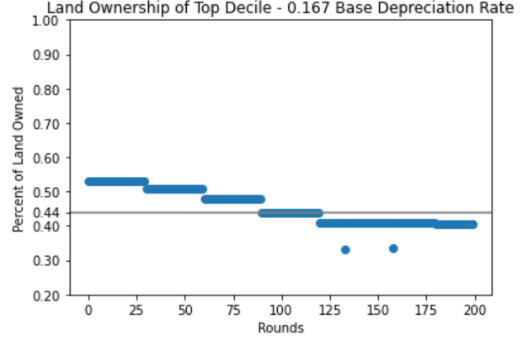 Land Ownership of Top Decile - 0.167 Base Depreciation Rate
1.00
0.90
0.80
0.70
0.60
0.50
0.44
0.40
0.30
0.20
Percent of Land Owned
0 25 50 75 100 125 150 175 200
Rounds